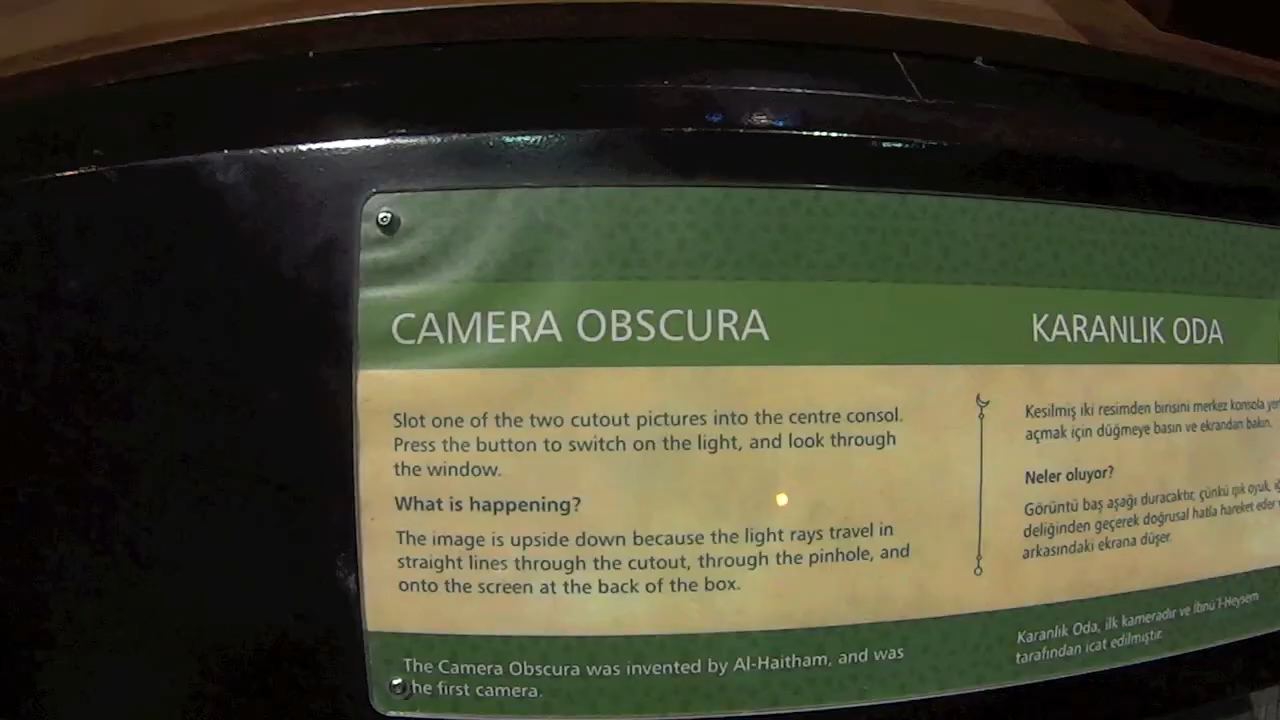 CAMERA OBSCURA
Slot one of the two cutout pictures into the centre consol.
Press the button to switch on the light, and look through
the window.
What is happening?
The image is upside down because the light rays travel in
straight lines through the cutout, through the pinhole, and
onto the screen at the back of the box.
The Camera Obscura was invented by Al-Haitham, and was
he first camera.
KARANLIK ODA
Kesilmiş iki resimden birisini merkez konsola
açmak için düğmeye basın ve ekrandan bakın.
Neler oluyor?
Görüntü baş aşağı duracaktır, çünkü ışık oyuk,
deliğinden geçerek doğrusal hatla hareket eder
arkasındaki ekrana düşer.
Karanlık Oda, ilk kameradır ve İbnü'l-Heysem
tarafından icat edilmiştir.